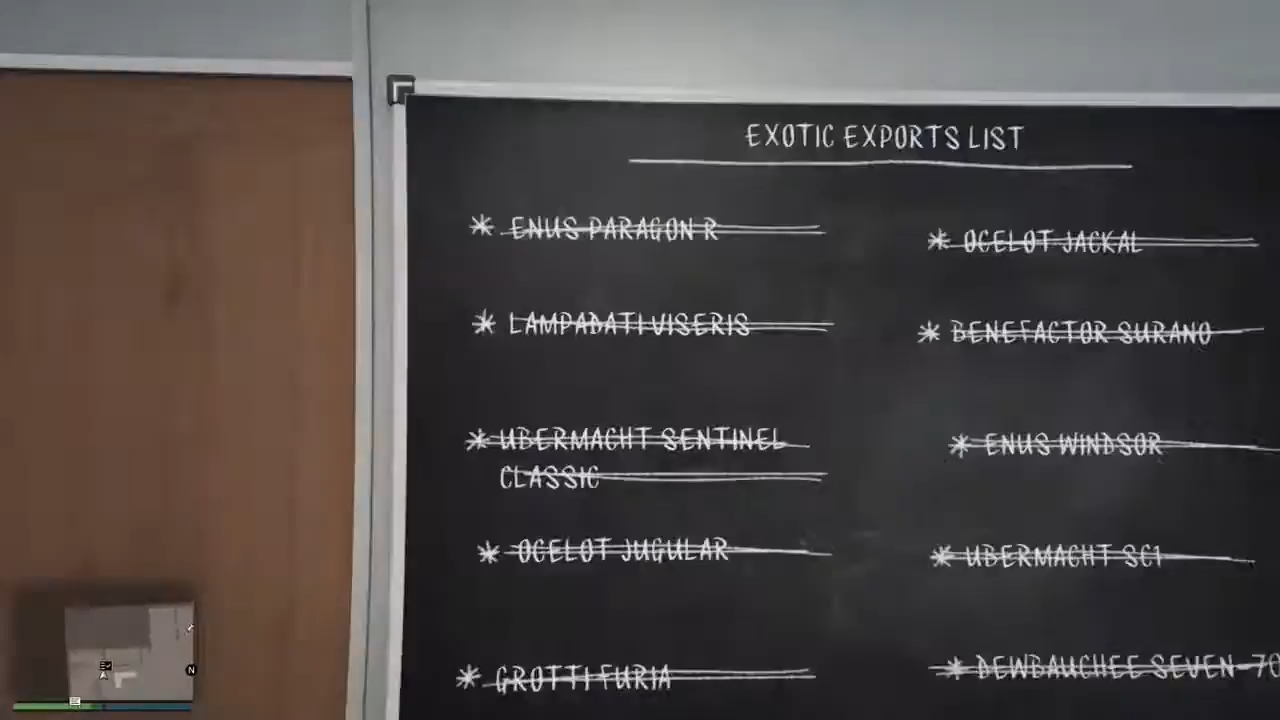 EXOTIC EXPORTS LIST
* ENUS PARAGON R
* LAMPADATI VISERIS
* UBERMACHT SENTINEL
CLASSIC
* OCELOT JUGULAR
* GROTTI FURIA
* OCELOT JACKAL
* BENEFACTOR SURANO
* ENUS WINDSOR
* UBERMACHT SC1
* DEWBAUCHEE SEVEN-70
N